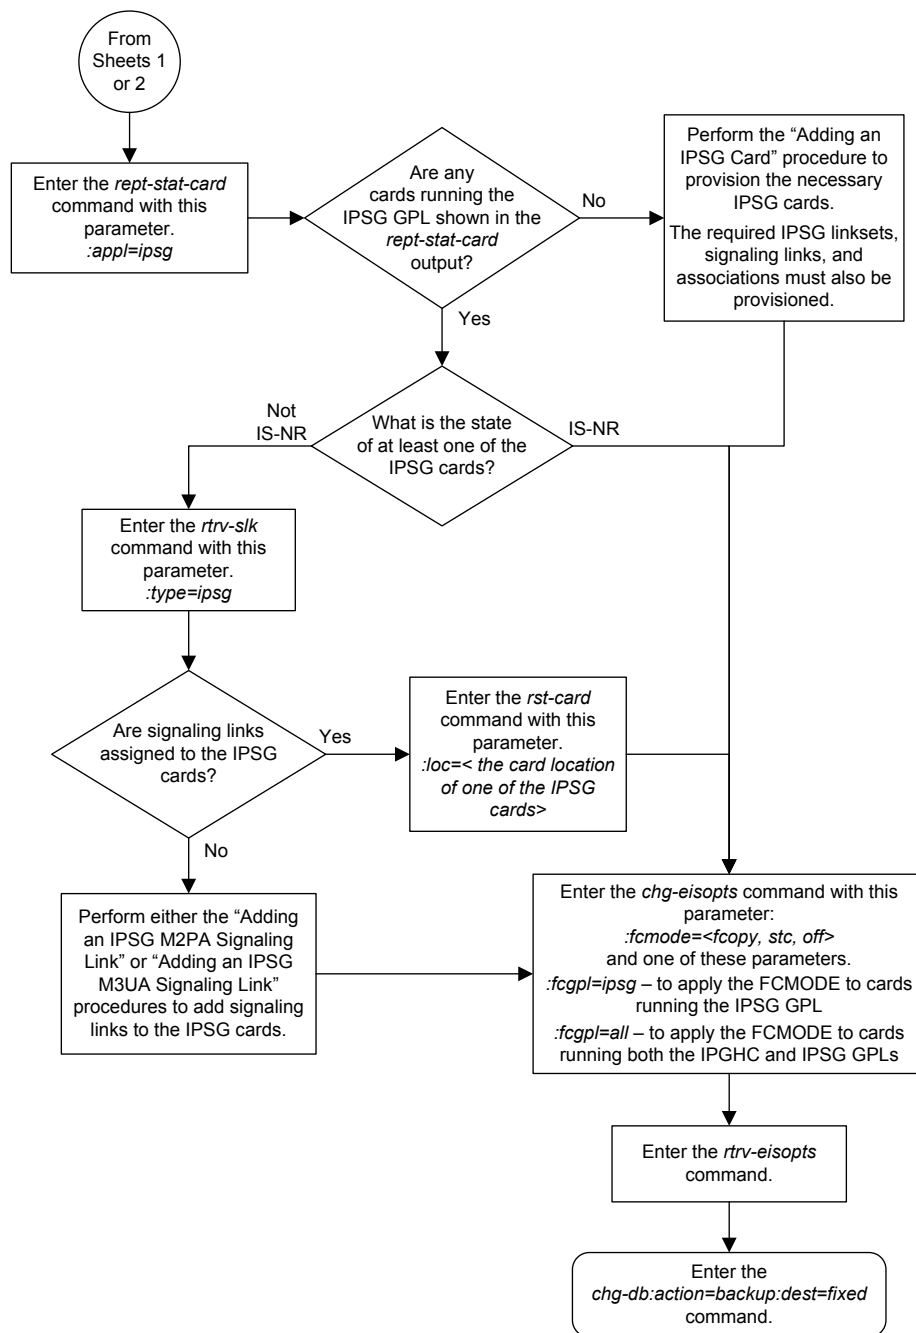 From
Sheets 1
or 2
Enter the rept-stat-card
command with this
parameter.
:appl=ipsg
Are any
cards running the
IPSG GPL shown in the
rept-stat-card
output?
No
Yes
Perform the “Adding an
IPSG Card” procedure to
provision the necessary
IPSG cards.
The required IPSG linksets,
signaling links, and
associations must also be
provisioned.
What is the state
of at least one of the
IPSG cards?
Not
IS-NR
IS-NR
Enter the rtrv-slk
command with this
parameter.
:type=ipsg
Are signaling links
assigned to the IPSG
cards?
Yes
No
Enter the rst-card
command with this
parameter.
:loc=< the card location
of one of the IPSG
cards>
Perform either the “Adding
an IPSG M2PA Signaling
Link” or “Adding an IPSG
M3UA Signaling Link”
procedures to add signaling
links to the IPSG cards.
Enter the chg-eisopts command with this
parameter:
:fcmode=<fcopy, stc, off>
and one of these parameters.
:fcgpl=ipsg – to apply the FCMODE to cards
running the IPSG GPL
:fcgpl=all – to apply the FCMODE to cards
running both the IPGHC and IPSG GPLs
Enter the rtrv-eisopts
command.
Enter the
chg-db:action=backup:dest=fixed
command.